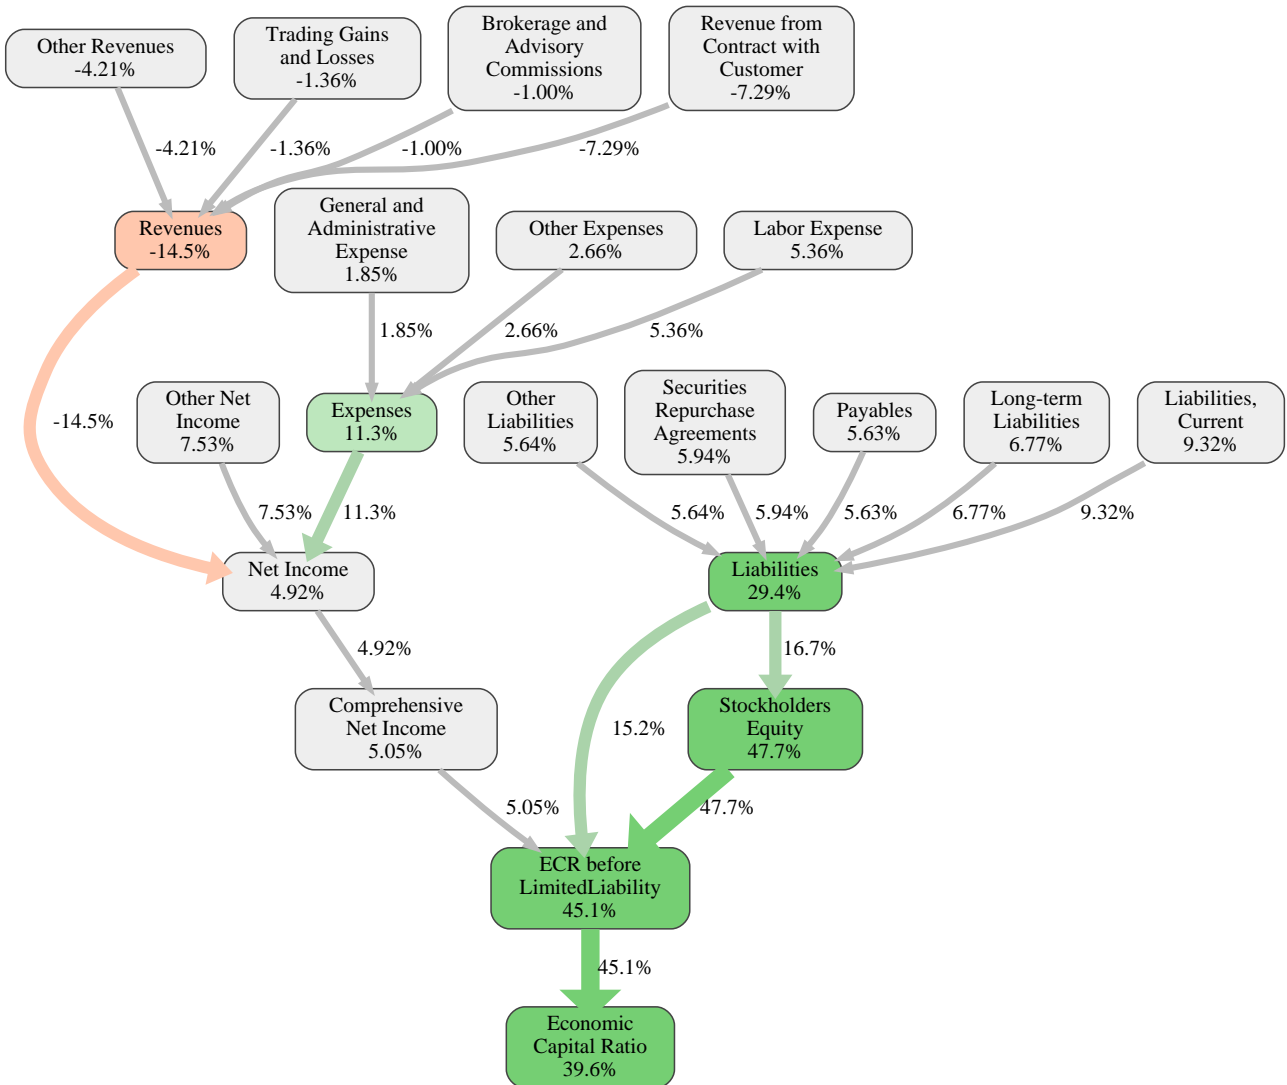 Other Revenues
-4.21%
Trading Gains
and Losses
-1.36%
Brokerage and
Advisory
Commissions
-1.00%
Revenue from
Contract with
Customer
-7.29%
-4.21%
-1.36%
-1.00%
-7.29%
Revenues
-14.5%
General and
Administrative
Expense
1.85%
Other Expenses
2.66%
Labor Expense
5.36%
1.85%
2.66%
5.36%
-14.5%
Other Net
Income
7.53%
Expenses
11.3%
Other
Liabilities
5.64%
Securities
Repurchase
Agreements
5.94%
Payables
5.63%
Long-term
Liabilities
6.77%
Liabilities,
Current
9.32%
7.53%
11.3%
5.64%
5.94%
5.63%
6.77%
9.32%
Net Income
4.92%
Liabilities
29.4%
4.92%
16.7%
Comprehensive
Net Income
5.05%
15.2%
Stockholders
Equity
47.7%
5.05%
47.7%
ECR before
LimitedLiability
45.1%
45.1%
Economic
Capital Ratio
39.6%